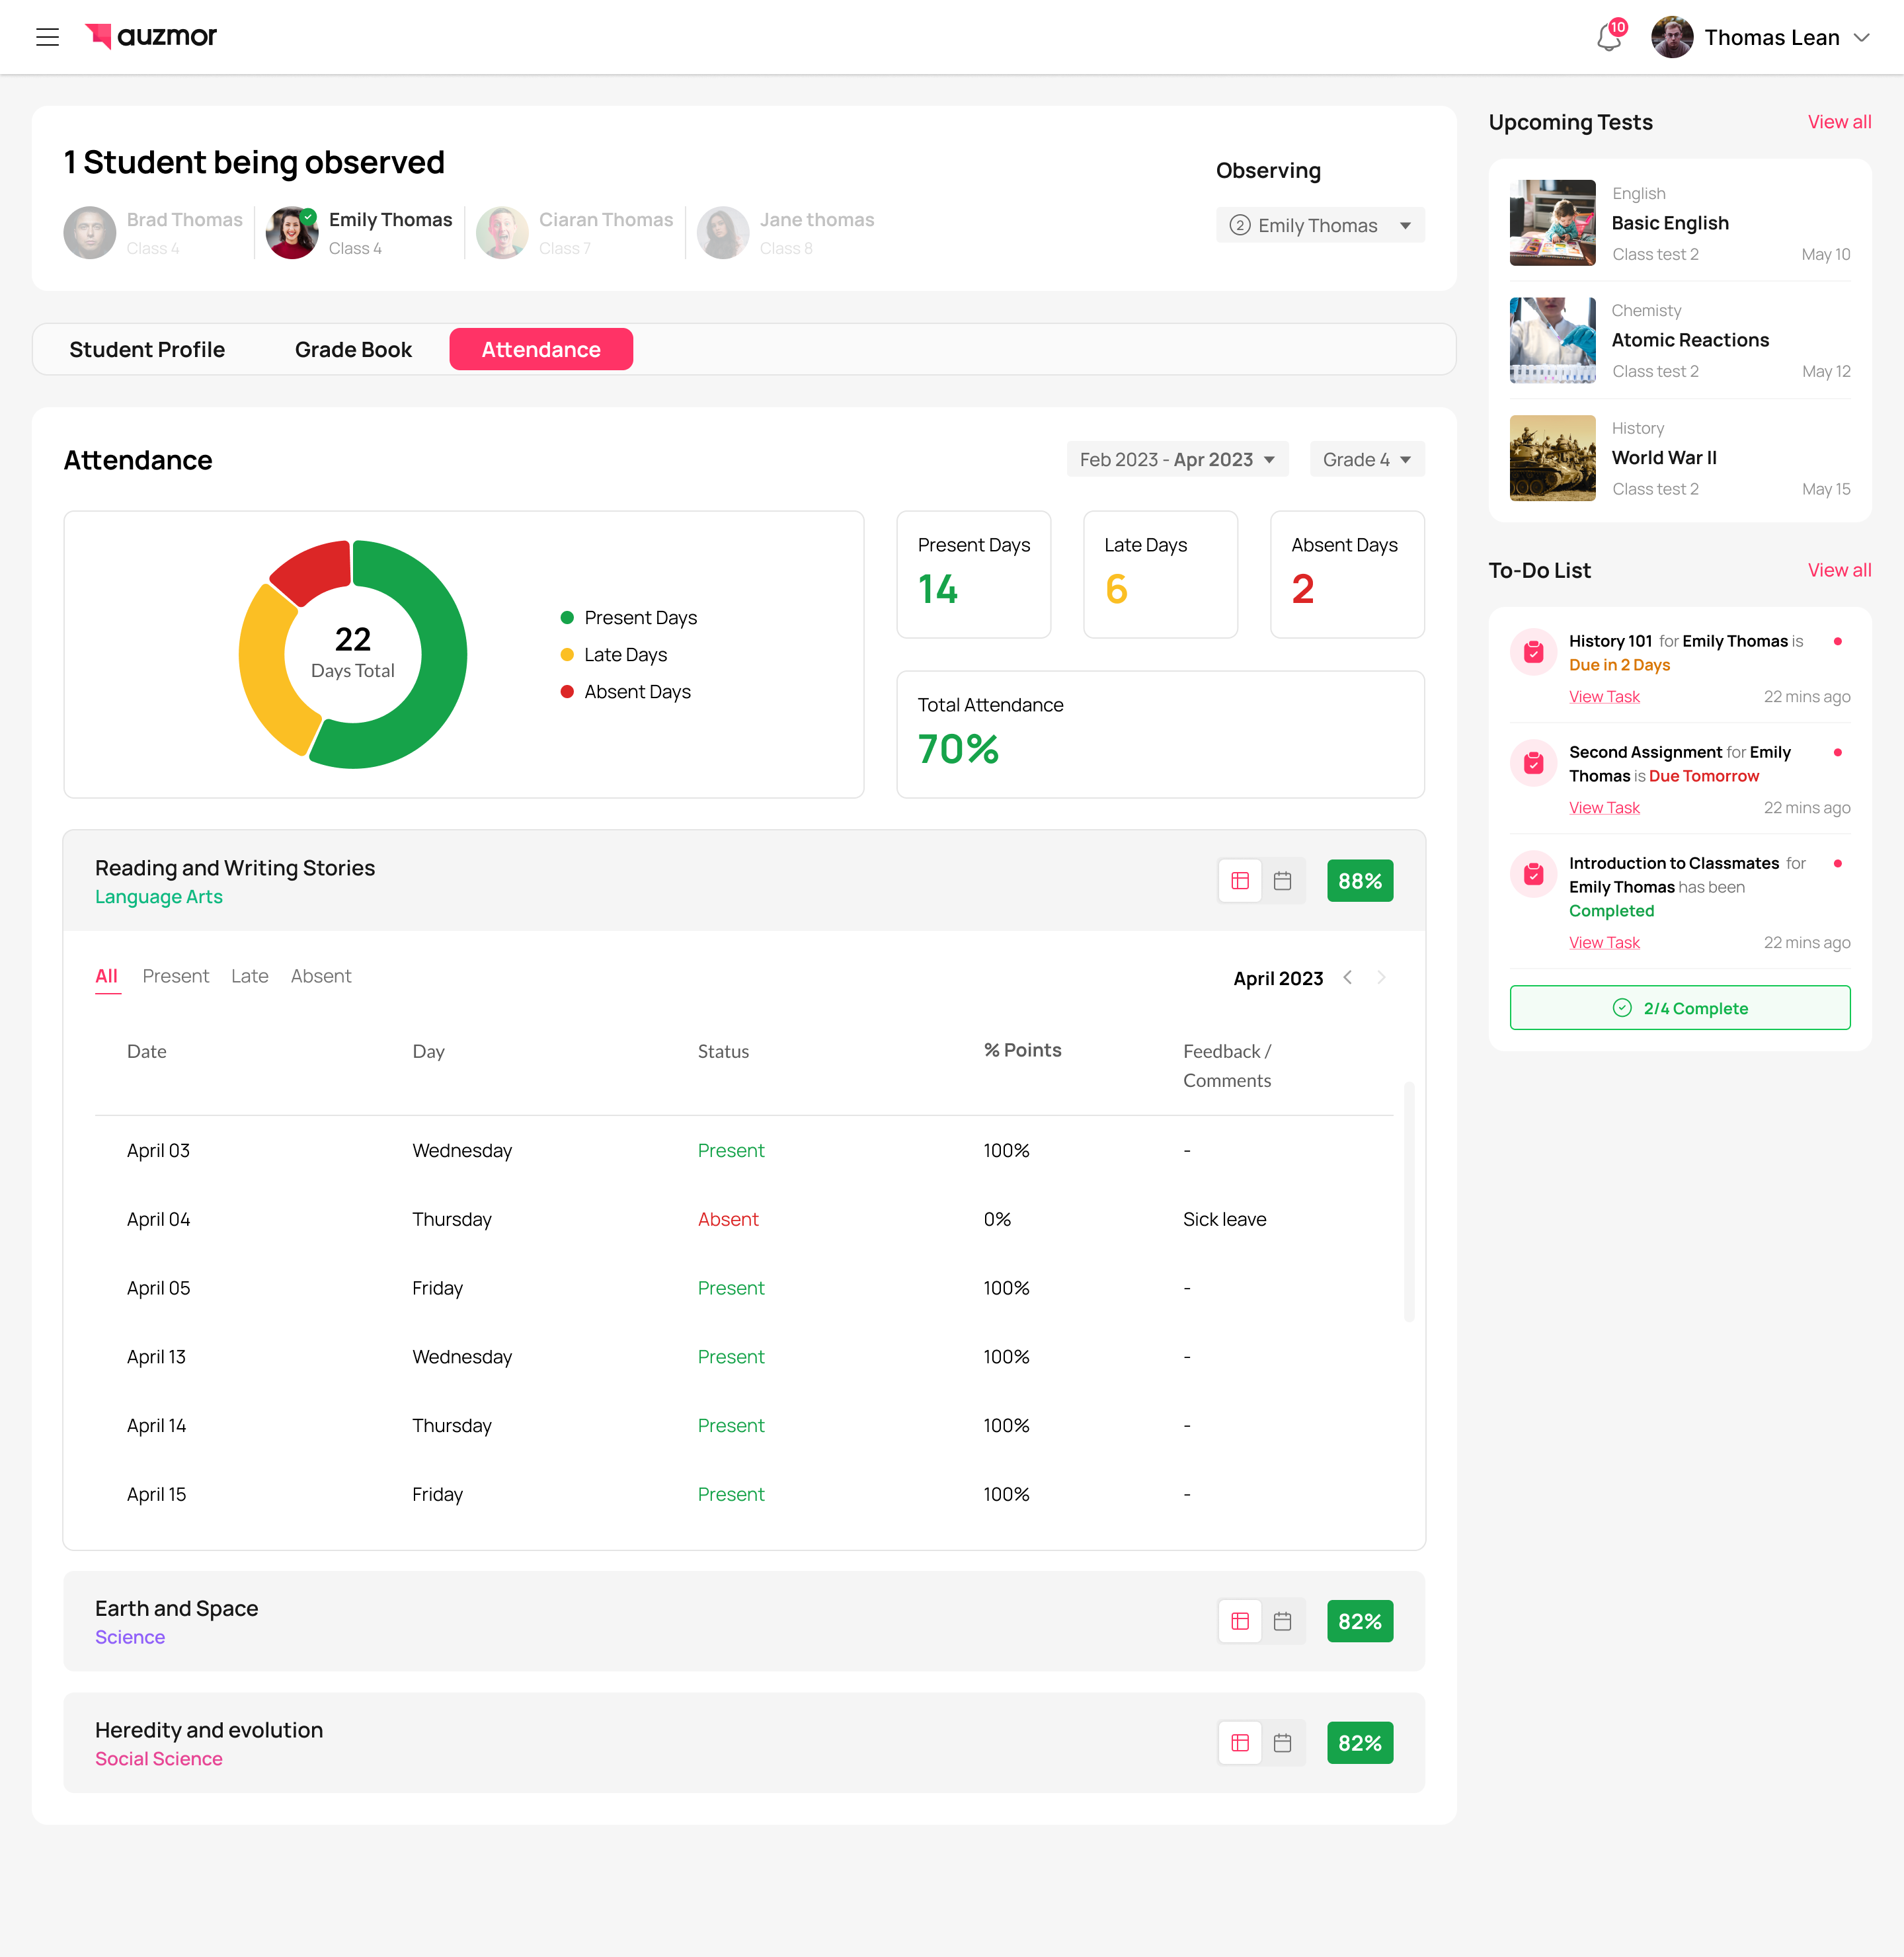 auzmor
10
Thomas Lean
1 Student being observed
Brad Thomas
Class 4
Emily Thomas
Class 4
Ciaran Thomas
Class 7
Jane thomas
Class 8
Observing
2 Emily Thomas
Student Profile Grade Book Attendance
Attendance
Feb 2023 - Apr 2023
Grade 4
22
Days Total
Present Days
Late Days
Absent Days
Present Days
14
Late Days
6
Absent Days
2
Total Attendance
70%
Reading and Writing Stories
Language Arts
88%
All Present Late Absent
April 2023
Date Day Status % Points Feedback /
Comments
April 03 Wednesday Present 100% -
April 04 Thursday Absent 0% Sick leave
April 05 Friday Present 100% -
April 13 Wednesday Present 100% -
April 14 Thursday Present 100% -
April 15 Friday Present 100% -
Earth and Space
Science
82%
Heredity and evolution
Social Science
82%
Upcoming Tests View all
English
Basic English
Class test 2 May 10
Chemisty
Atomic Reactions
Class test 2 May 12
History
World War II
Class test 2 May 15
To-Do List View all
History 101 for Emily Thomas is
Due in 2 Days
View Task 22 mins ago
Second Assignment for Emily
Thomas is Due Tomorrow
View Task 22 mins ago
Introduction to Classmates for
Emily Thomas has been
Completed
View Task 22 mins ago
2/4 Complete